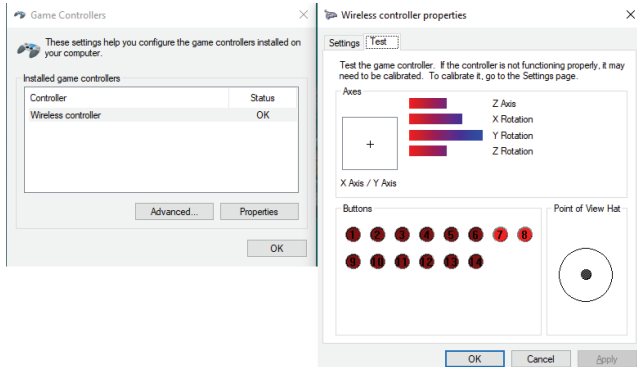 Game Controllers
These settings help you configure the game controllers installed on
your computer.
Installed game controllers
Controller Status
Wireless controller OK
Advanced... Properties
OK
Wireless controller properties
Settings Test
Test the game controller. If the controller is not functioning properly, it may
need to be calibrated. To calibrate it, go to the Settings page.
Axes
Z Axis
X Rotation
Y Rotation
Z Rotation
X Axis / Y Axis
Buttons
1 2 3 4 5 6 7 8
9 10 11 12 13 14
Point of View Hat
OK Cancel Apply